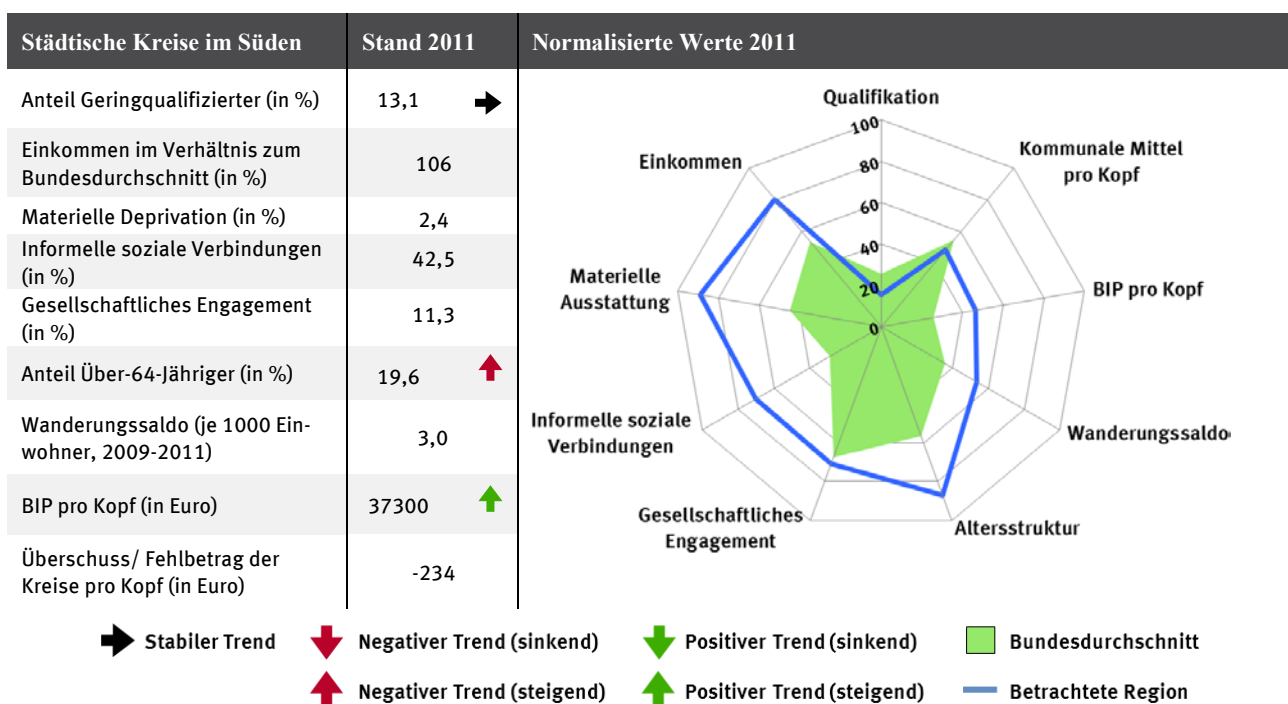 Städtische Kreise im Süden Stand 2011 Normalisierte Werte 2011
Anteil Geringqualifizierter (in %) 13,1
Einkommen im Verhältnis zum
Bundesdurchschnitt (in %) 106
Materielle Deprivation (in %) 2,4
Informelle soziale Verbindungen
(in %) 42,5
Gesellschaftliches Engagement
(in %) 11,3
Anteil Über-64-Jähriger (in %) 19,6
Wanderungssaldo (je 1000 Ein-
wohner, 2009-2011) 3,0
BIP pro Kopf (in Euro) 37300
Überschuss/ Fehlbetrag der
Kreise pro Kopf (in Euro) -234
Qualifikation
Kommunale Mittel
pro Kopf
BIP pro Kopf
Wanderungssaldo
Altersstruktur
Gesellschaftliches
Engagement
Informelle soziale
Verbindungen
Materielle
Ausstattung
Einkommen
100
80
60
40
20
0
Stabiler Trend Negativer Trend (sinkend) Positiver Trend (sinkend) Bundesdurchschnitt
Negativer Trend (steigend) Positiver Trend (steigend) Betrachtete Region